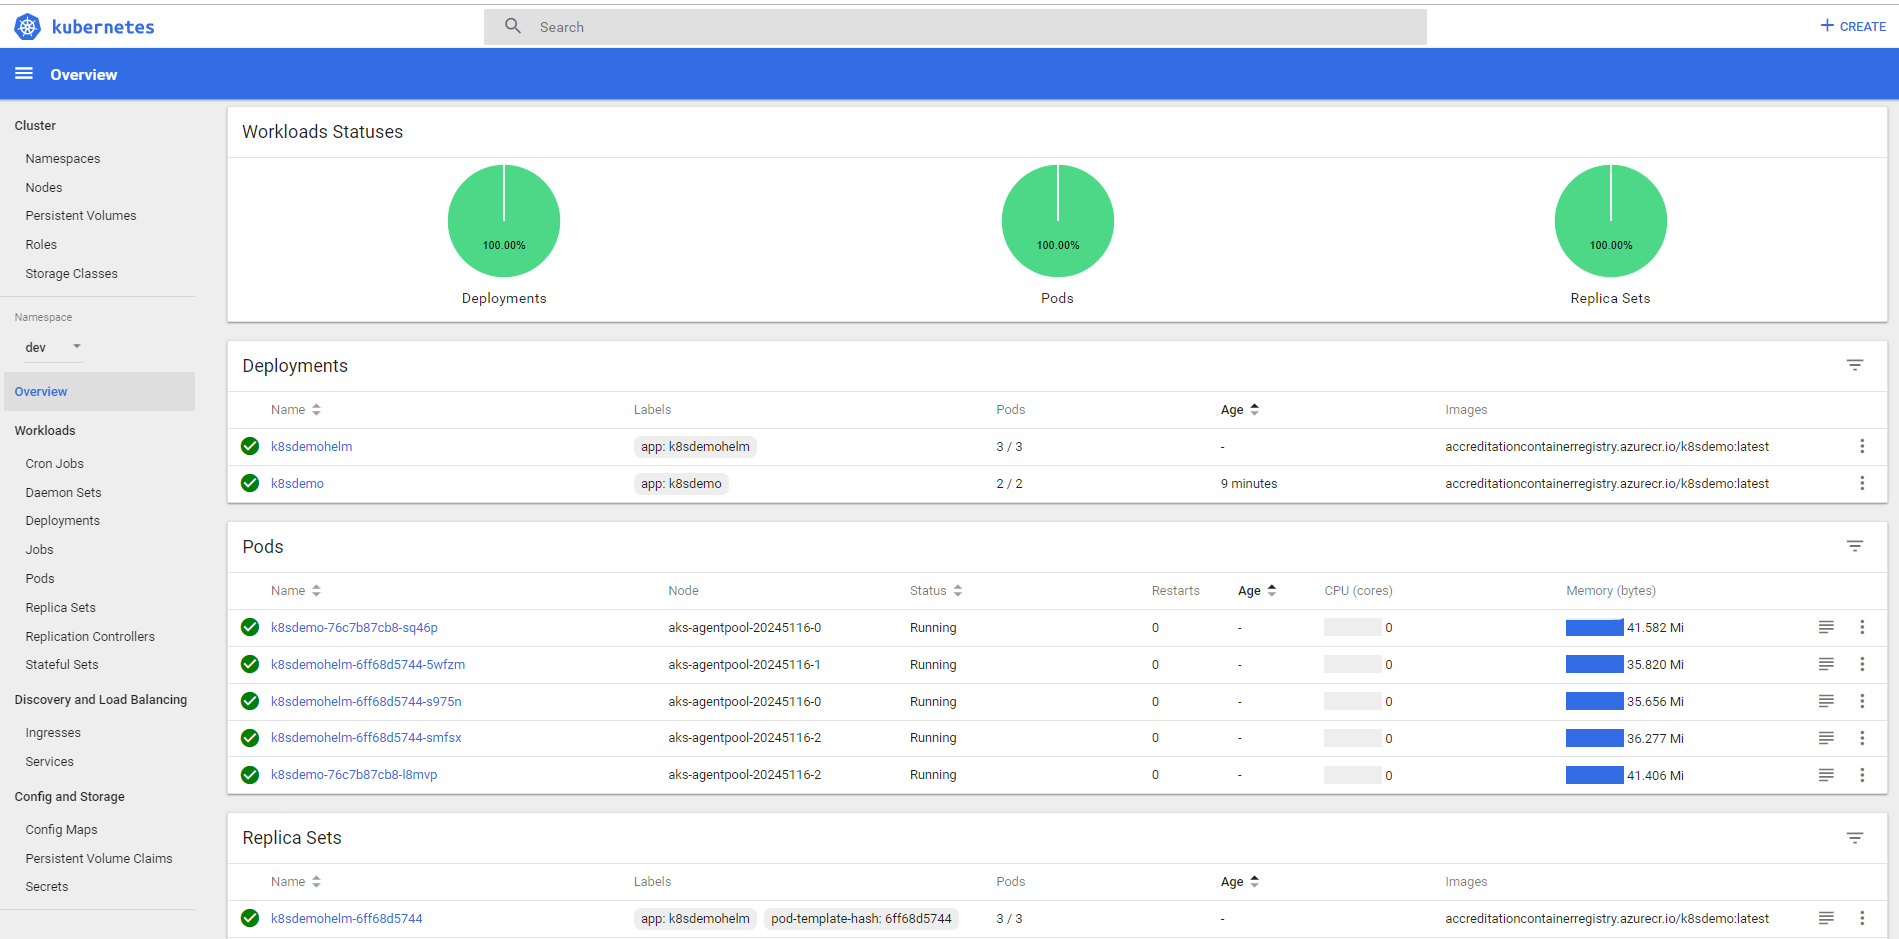 kubernetes
Search
CREATE
Overview
Cluster
Namespaces
Nodes
Persistent Volumes
Roles
Storage Classes
Namespace
dev
Overview
Workloads
Cron Jobs
Daemon Sets
Deployments
Jobs
Pods
Replica Sets
Replication Controllers
Stateful Sets
Discovery and Load Balancing
Ingresses
Services
Config and Storage
Config Maps
Persistent Volume Claims
Secrets
Workloads Statuses
100.00% 100.00% 100.00%
Deployments Pods Replica Sets
Deployments
Name Labels Pods Age Images
k8sdemohelm app: k8sdemohelm 3 / 3 - accreditationcontainerregistry.azurecr.io/k8sdemo:latest
k8sdemo app: k8sdemo 2 / 2 9 minutes accreditationcontainerregistry.azurecr.io/k8sdemo:latest
Pods
Name Node Status Restarts Age CPU (cores) Memory (bytes)
k8sdemo-76c7b87cb8-sq46p aks-agentpool-20245116-0 Running 0 - 0 41.582 Mi
k8sdemohelm-6ff68d5744-5wfzm aks-agentpool-20245116-1 Running 0 - 0 35.820 Mi
k8sdemohelm-6ff68d5744-s975n aks-agentpool-20245116-0 Running 0 - 0 35.656 Mi
k8sdemohelm-6ff68d5744-smfsx aks-agentpool-20245116-2 Running 0 - 0 36.277 Mi
k8sdemo-76c7b87cb8-l8mvp aks-agentpool-20245116-2 Running 0 - 0 41.406 Mi
Replica Sets
Name Labels Pods Age Images
k8sdemohelm-6ff68d5744 app: k8sdemohelm pod-template-hash: 6ff68d5744 3 / 3 - accreditationcontainerregistry.azurecr.io/k8sdemo:latest